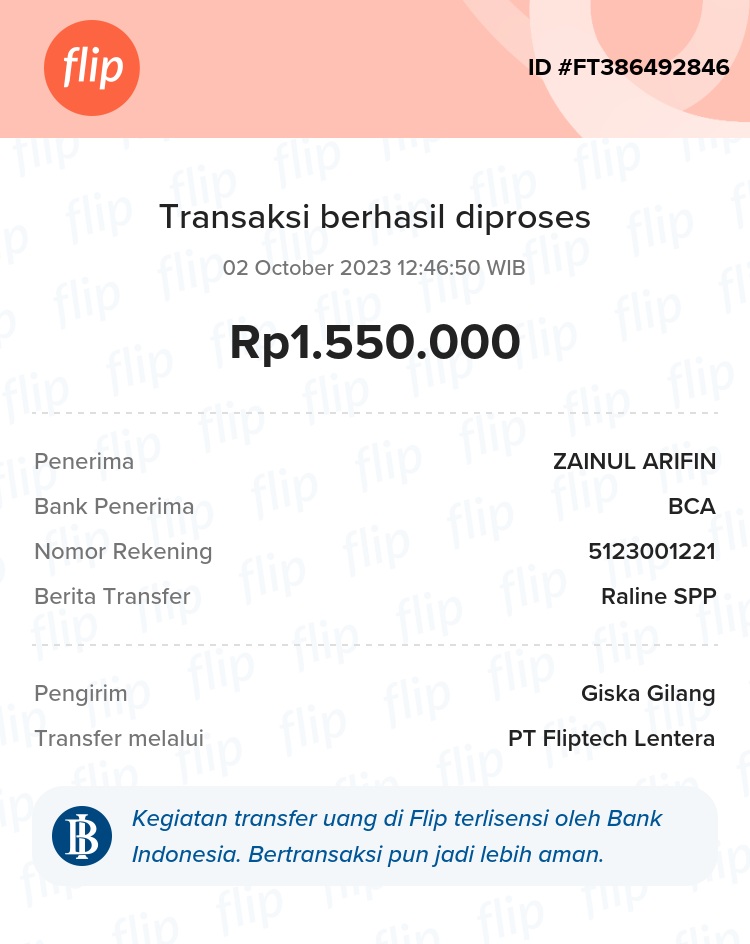 flip
ID #FT386492846
Transaksi berhasil diproses
02 October 2023 12:46:50 WIB
Rp1.550.000
Penerima ZAINUL ARIFIN
Bank Penerima BCA
Nomor Rekening 5123001221
Berita Transfer Raline SPP
Pengirim Giska Gilang
Transfer melalui PT Fliptech Lentera
Kegiatan transfer uang di Flip terlisensi oleh Bank
Indonesia. Bertransaksi pun jadi lebih aman.